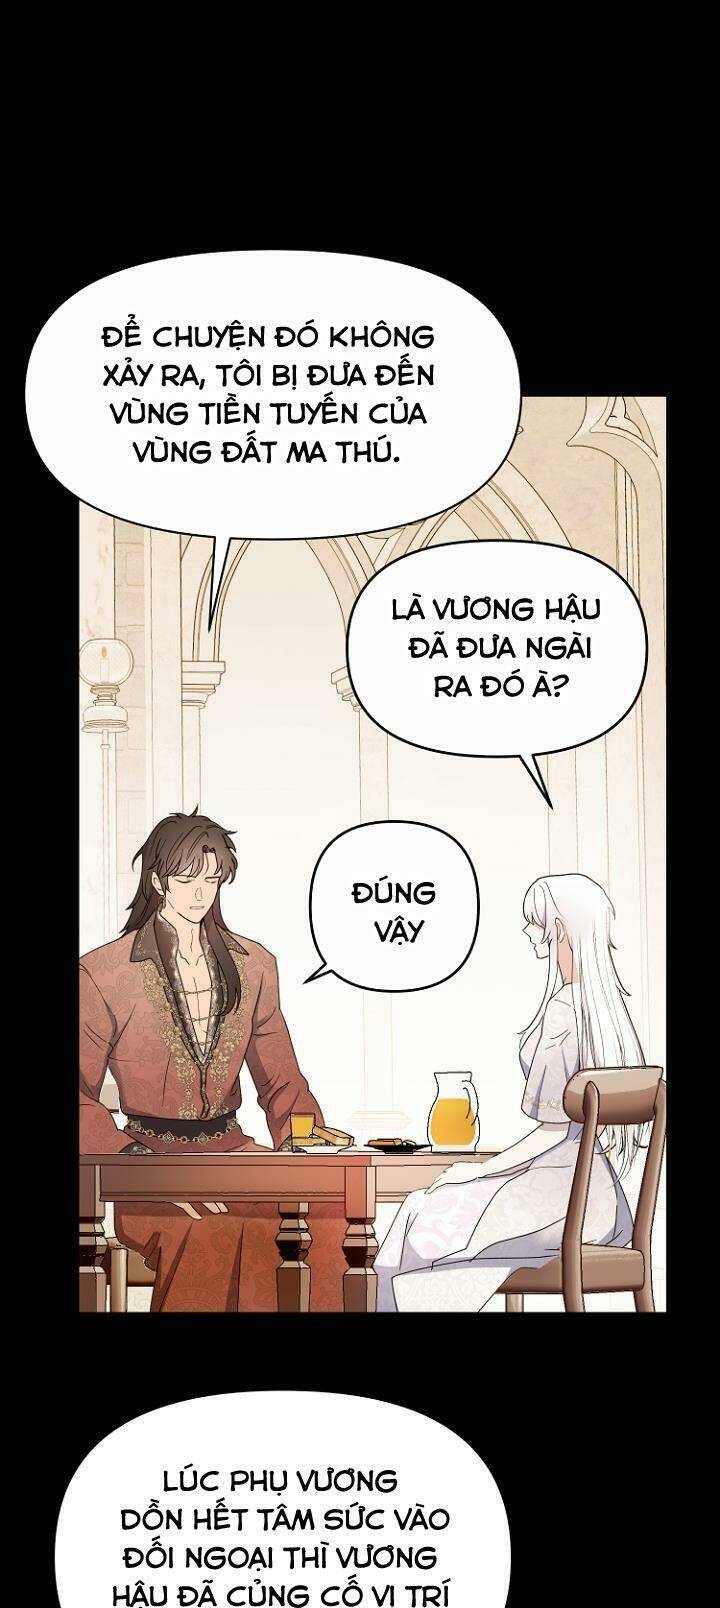 ĐỂ CHUYỆN ĐÓ KHÔNG
XẢY RA, TÔI BỊ ĐƯA ĐẾN
VÙNG TIỀN TUYẾN CỦA
VÙNG ĐẤT MA THÚ.
LÀ VƯƠNG HẬU
ĐÃ ĐƯA NGÀI
RA ĐÓ À?
ĐÚNG
VẬY
LÚC PHỤ VƯƠNG
DỒN HẾT TÂM SỨC VÀO
ĐỐI NGOẠI THÌ VƯƠNG
HẬU ĐÃ CỦNG CỐ VỊ TRÍ